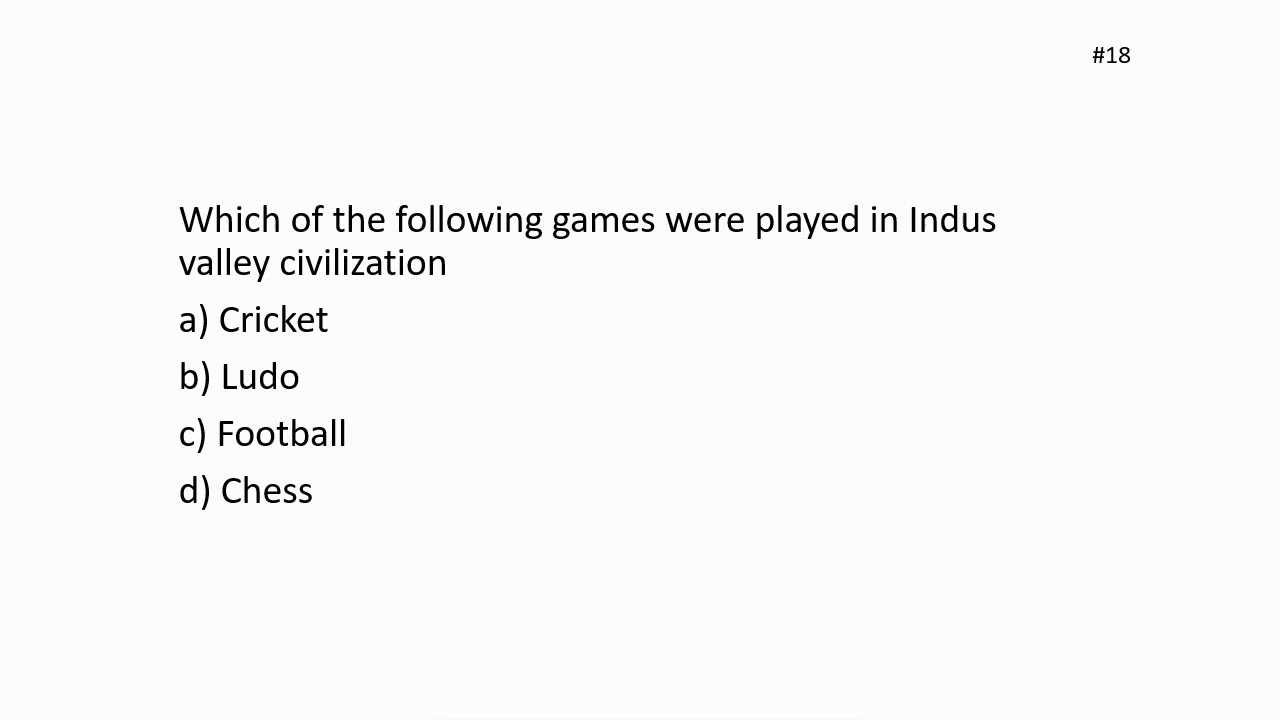 #18
Which of the following games were played in Indus
valley civilization
a) Cricket
b) Ludo
c) Football
d) Chess